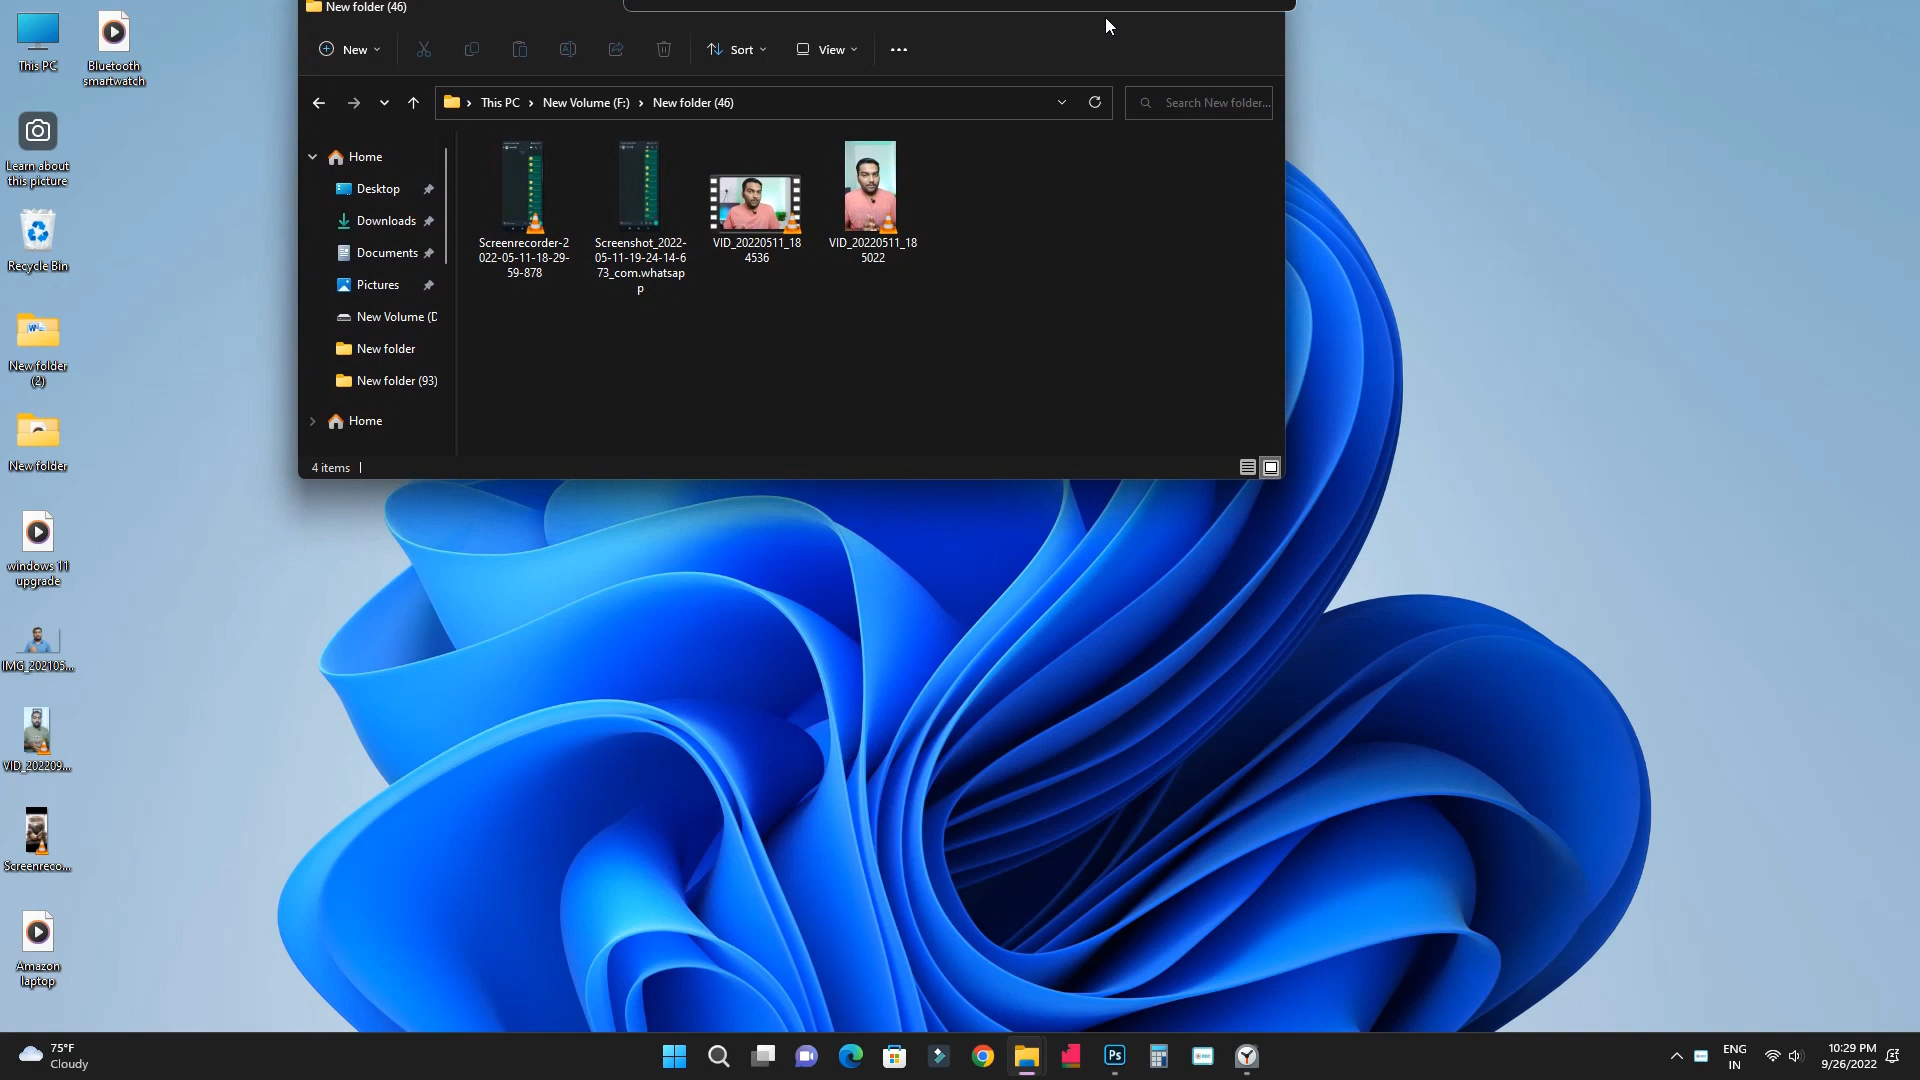 New folder (46)
New
Sort
View
This PC
New Volume (F:)
New folder (46)
Search New folder...
Home
Desktop
Downloads
Documents
Pictures
New Volume (D
New folder
New folder (93)
Home
Screenrecorder-2
022-05-11-18-29-
59-878
Screenshot_2022-
05-11-19-24-14-6
73_com.whatsap
p
VID_20220511_18
4536
VID_20220511_18
5022
4 items
This PC
Bluetooth
smartwatch
Learn about
this picture
Recycle Bin
New folder
(2)
New folder
windows 11
upgrade
IMG_202105...
VID_202209...
Screenreco...
Amazon
laptop
75°F
Cloudy
Ps
ENG
IN
10:29 PM
9/26/2022